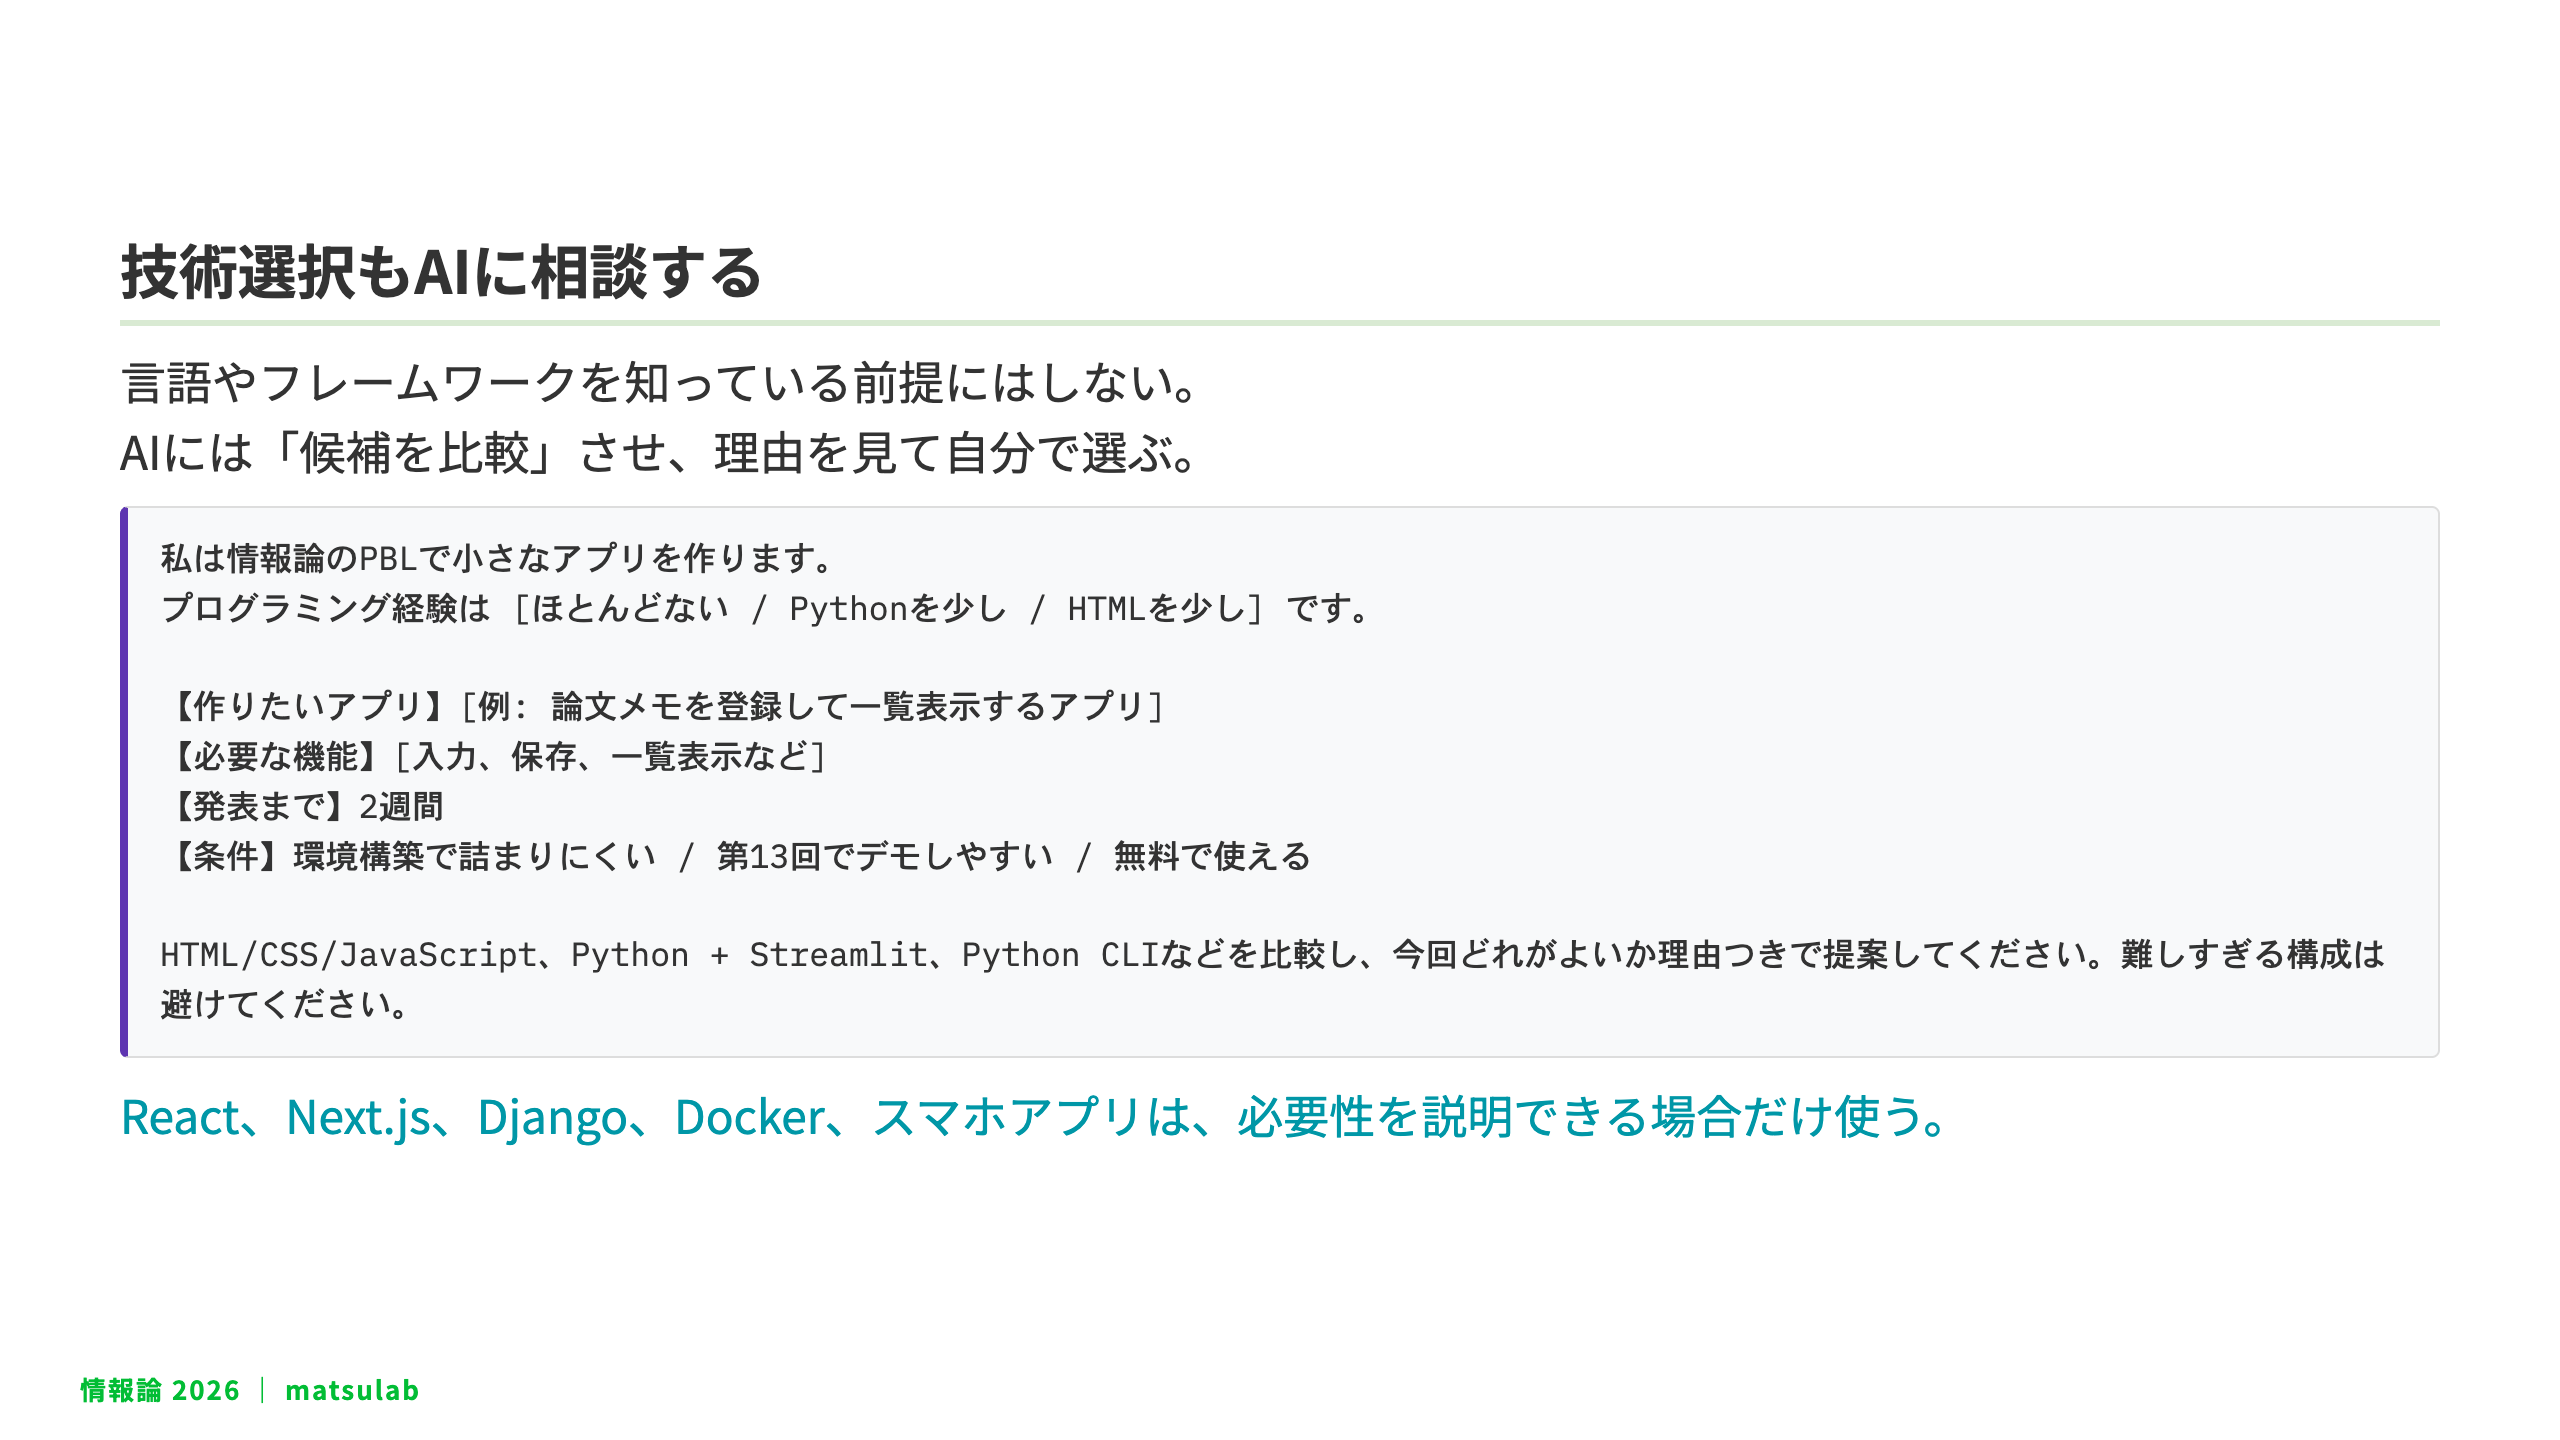 技術選択もAIに相談する
言語やフレームワークを知っている前提にはしない。
AIには「候補を比較」させ、理由を見て自分で選ぶ。
私は情報論のPBLで小さなアプリを作ります。
プログラミング経験は [ほとんどない / Pythonを少し / HTMLを少し] です。
【作りたいアプリ】[例: 論文メモを登録して一覧表示するアプリ]
【必要な機能】[入力、保存、一覧表示など]
【発表まで】2週間
【条件】環境構築で詰まりにくい / 第13回でデモしやすい / 無料で使える
HTML/CSS/JavaScript、Python + Streamlit、Python CLIなどを比較し、今回どれがよいか理由つきで提案してください。難しすぎる構成は
避けてください。
React、Next.js、Django、Docker、スマホアプリは、必要性を説明できる場合だけ使う。
情報論 2026 ｜ matsulab